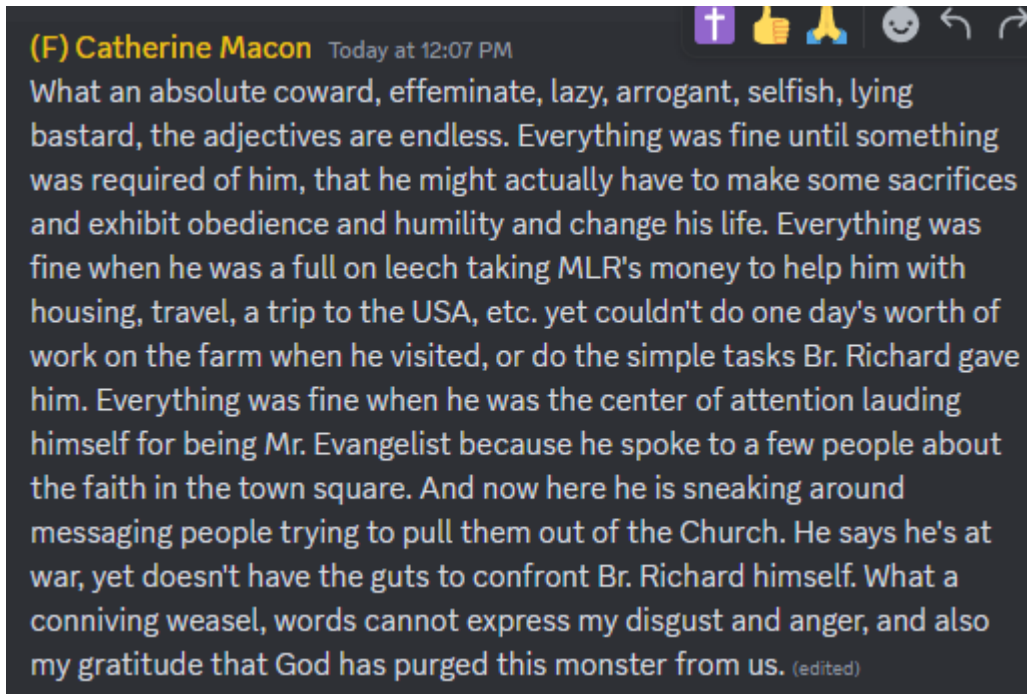 (F) Catherine Macon Today at 12:07 PM
What an absolute coward, effeminate, lazy, arrogant, selfish, lying
bastard, the adjectives are endless. Everything was fine until something
was required of him, that he might actually have to make some sacrifices
and exhibit obedience and humility and change his life. Everything was
fine when he was a full on leech taking MLR's money to help him with
housing, travel, a trip to the USA, etc. yet couldn't do one day's worth of
work on the farm when he visited, or do the simple tasks Br. Richard gave
him. Everything was fine when he was the center of attention lauding
himself for being Mr. Evangelist because he spoke to a few people about
the faith in the town square. And now here he is sneaking around
messaging people trying to pull them out of the Church. He says he's at
war, yet doesn't have the guts to confront Br. Richard himself. What a
conniving weasel, words cannot express my disgust and anger, and also
my gratitude that God has purged this monster from us. (edited)